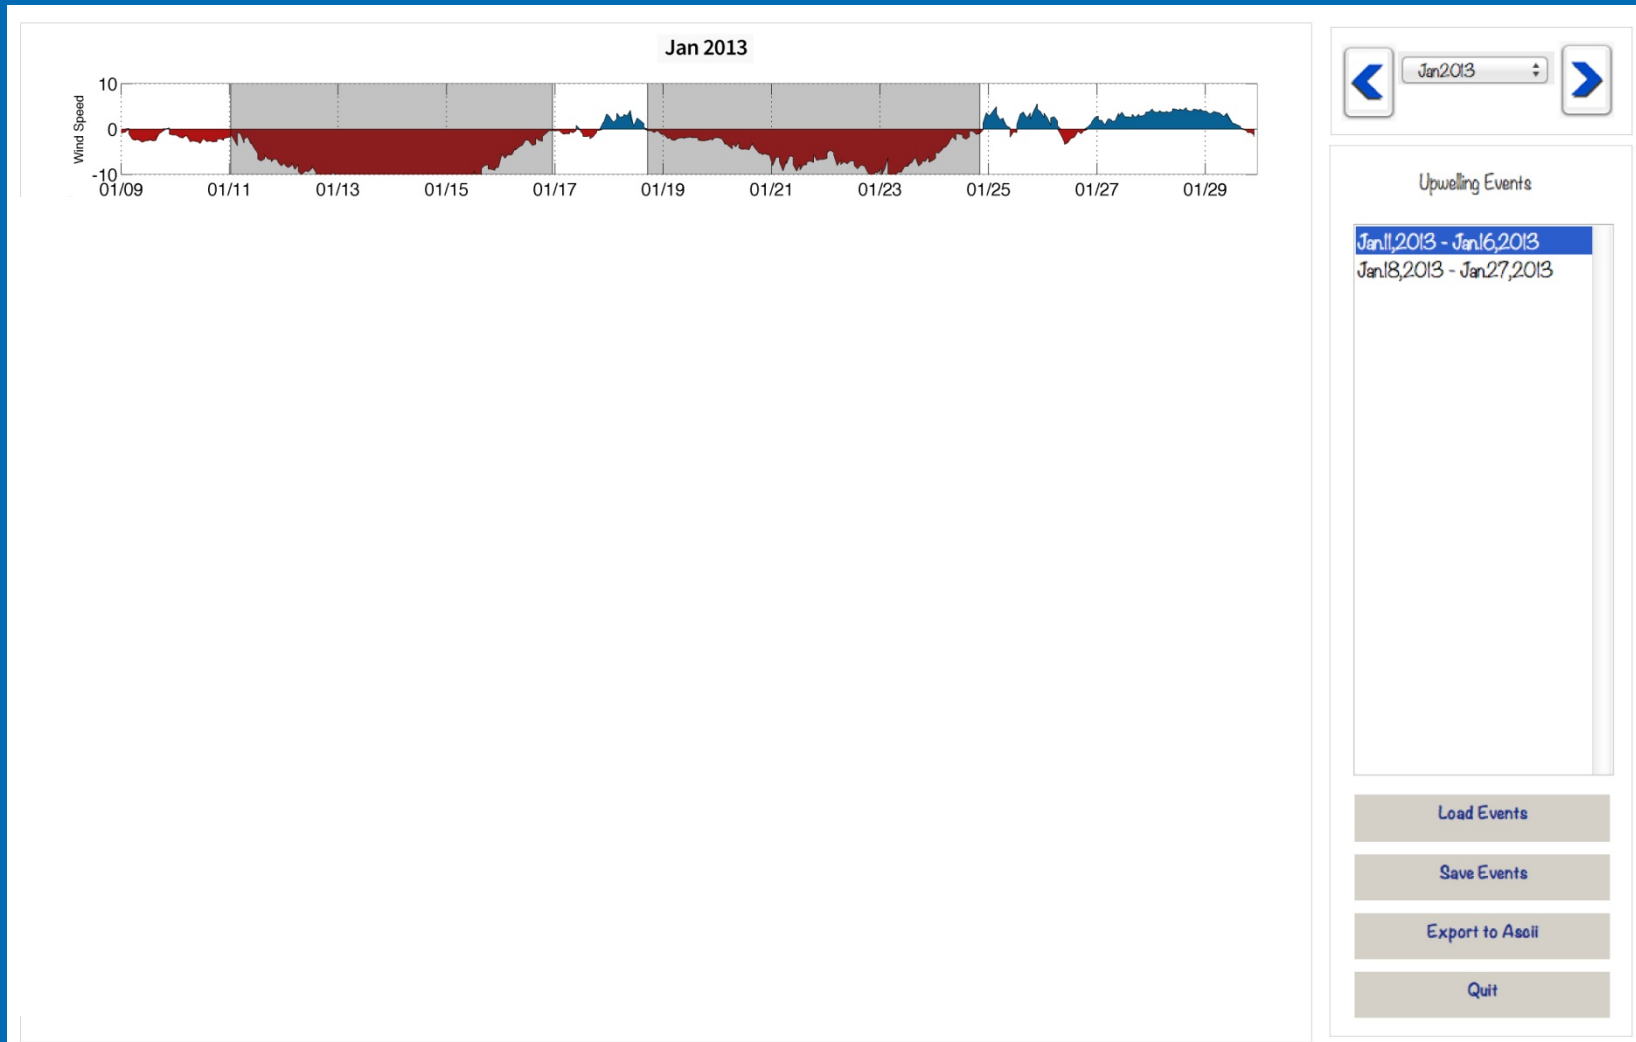 Jan 2013
10
0
-10
Wind Speed
01/09 01/11 01/13 01/15 01/17 01/19 01/21 01/23 01/25 01/27 01/29
Jan2013
Upwelling Events
Jan11,2013 - Jan16,2013
Jan18,2013 - Jan27,2013
Load Events
Save Events
Export to Ascii
Quit